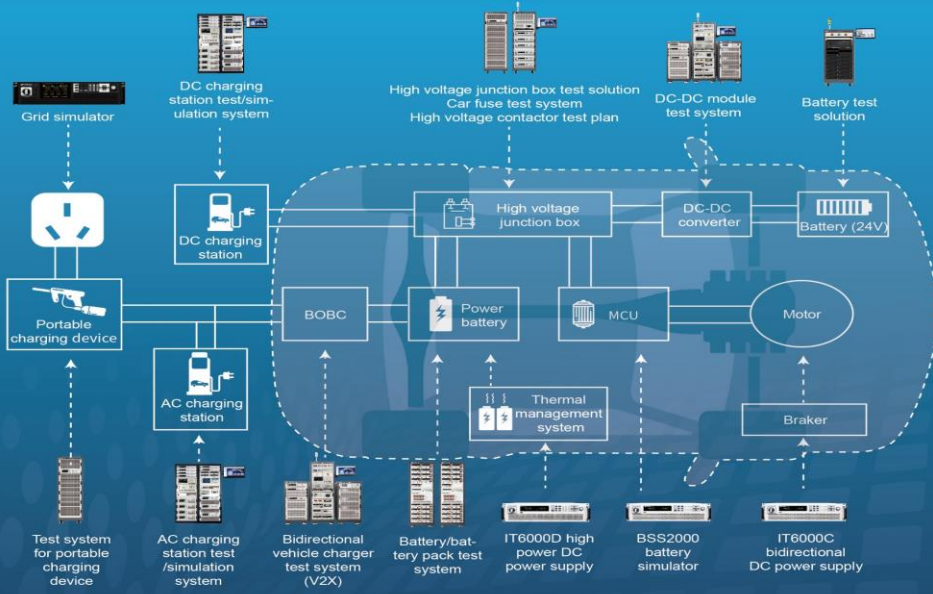 DC charging
station test/sim-
ulation system
Grid simulator
High voltage junction box test solution
Car fuse test system
High voltage contactor test plan
DC-DC module
test system
Battery test
solution
DC charging
station
High voltage
junction box
DC-DC
converter
Battery (24V)
Portable
charging device
BOBC
Power
battery
MCU
Motor
AC charging
station
Thermal
management
system
Braker
Test system
for portable
charging
device
AC charging
station test
/simulation
system
Bidirectional
vehicle charger
test system
(V2X)
Battery/bat-
tery pack test
system
IT6000D high
power DC
power supply
BSS2000
battery
simulator
IT6000C
bidirectional
DC power supply